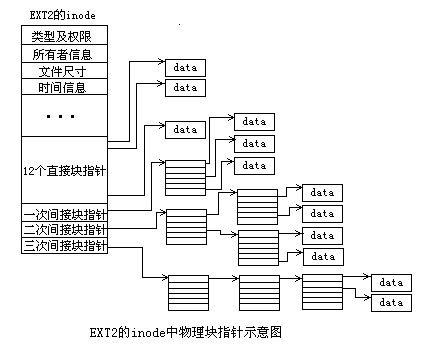 EXT2的inode
类型及权限
所有者信息
文件尺寸
时间信息
...
12个直接块指针
一次间接块指针
二次间接块指针
三次间接块指针
data
data
data
data
data
data
data
data
data
data
data
data
EXT2的inode中物理块指针示意图